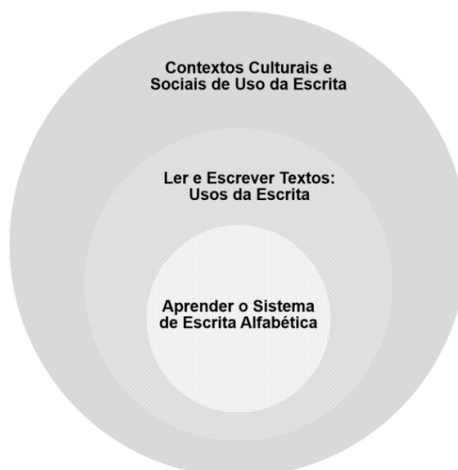 Contextos Culturais e
Sociais de Uso da Escrita
Ler e Escrever Textos:
Usos da Escrita
Aprender o Sistema
de Escrita Alfabética